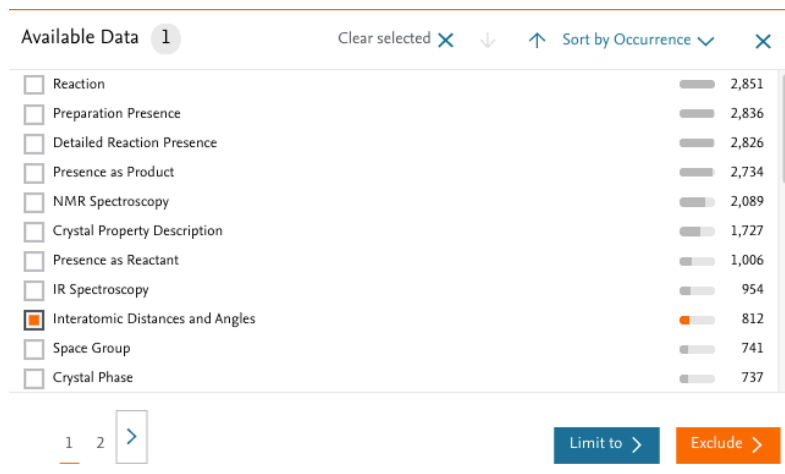 Available Data 1 Clear selected Sort by Occurrence
Reaction 2,851
Preparation Presence 2,836
Detailed Reaction Presence 2,826
Presence as Product 2,734
NMR Spectroscopy 2,089
Crystal Property Description 1,727
Presence as Reactant 1,006
IR Spectroscopy 954
Interatomic Distances and Angles 812
Space Group 741
Crystal Phase 737
1 2 Limit to Exclude